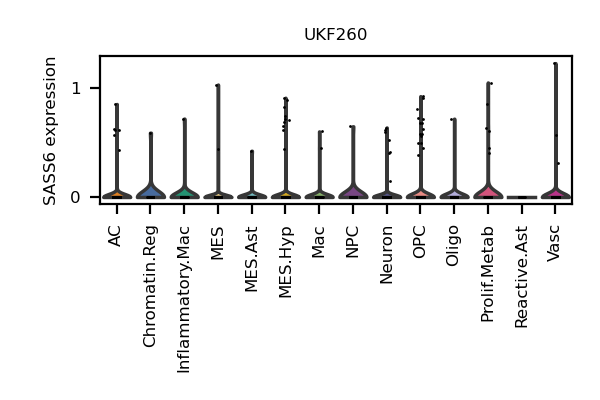 UKF260
SASS6 expression
1
0
AC
Chromatin.Reg
Inflammatory.Mac
MES
MES.Ast
MES.Hyp
Mac
NPC
Neuron
OPC
Oligo
Prolif.Metab
Reactive.Ast
Vasc